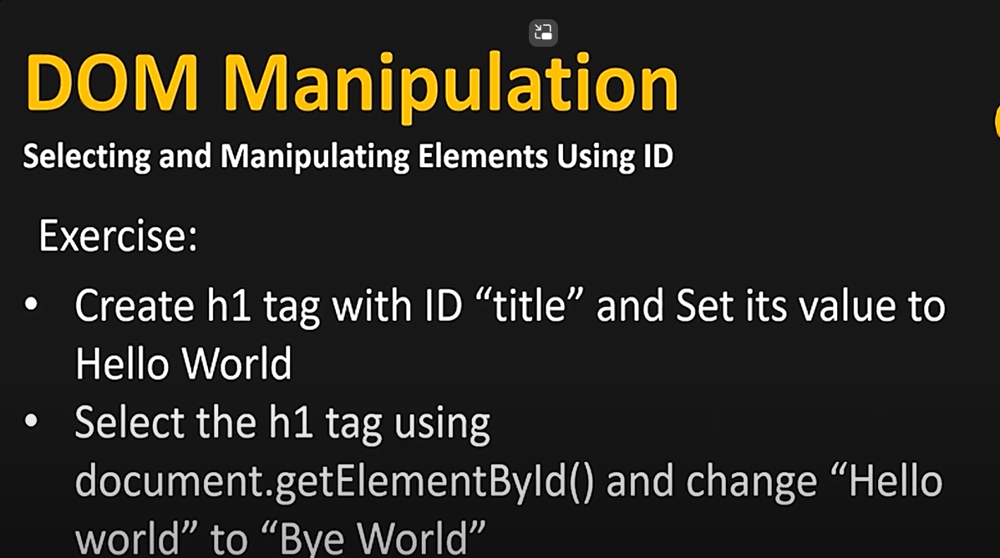 DOM Manipulation
Selecting and Manipulating Elements Using ID
Exercise:
• Create h1 tag with ID “title” and Set its value to
Hello World
• Select the h1 tag using
document.getElementById() and change “Hello
world” to “Bye World”